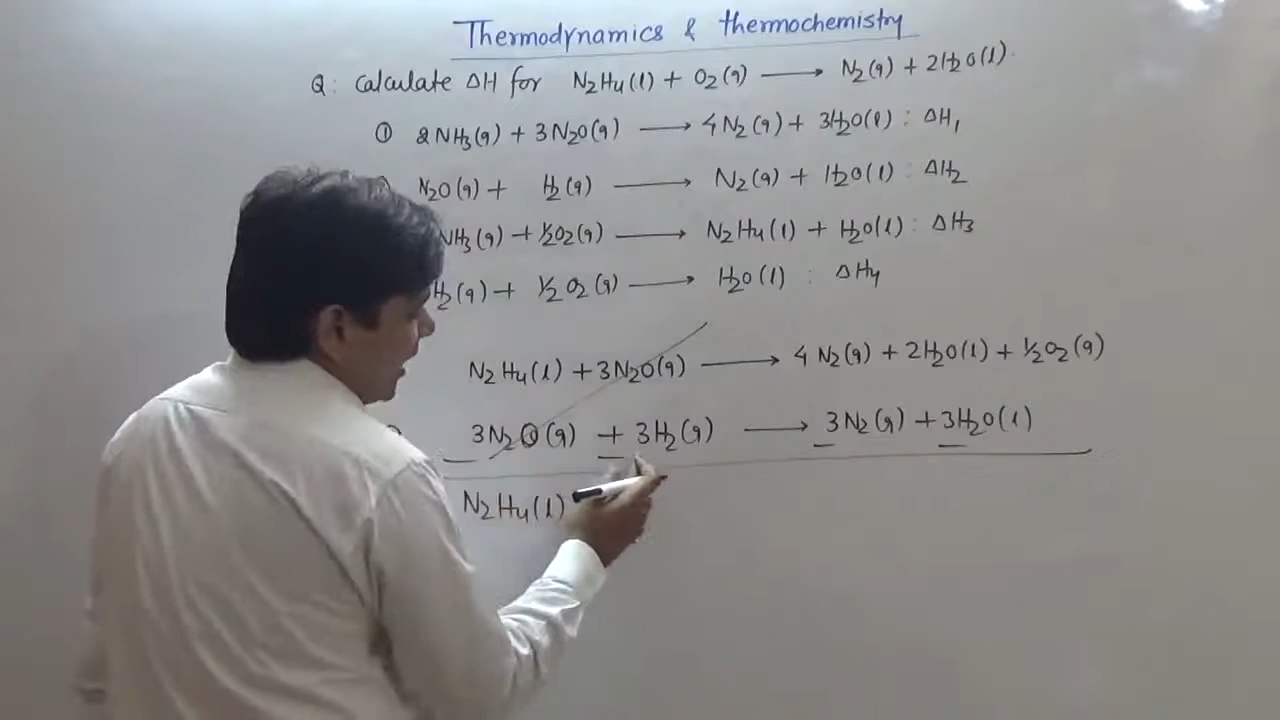 Thermodynamics & thermochemistry
Q: Calculate ΔH for N2H4(l) + O2(g) ⟶ N2(g) + 2H2O(l).
① 2NH3(g) + 3N2O(g) ⟶ 4N2(g) + 3H2O(l) : ΔH1
N2O(g) + H2(g) ⟶ N2(g) + H2O(l) : ΔH2
NH3(g) + ½O2(g) ⟶ N2H4(l) + H2O(l) : ΔH3
H2(g) + ½O2(g) ⟶ H2O(l) : ΔH4
N2H4(l) + 3N2O(g) ⟶ 4N2(g) + 2H2O(l) + ½O2(g)
3N2O(g) + 3H2(g) ⟶ 3N2(g) + 3H2O(l)
N2H4(l)